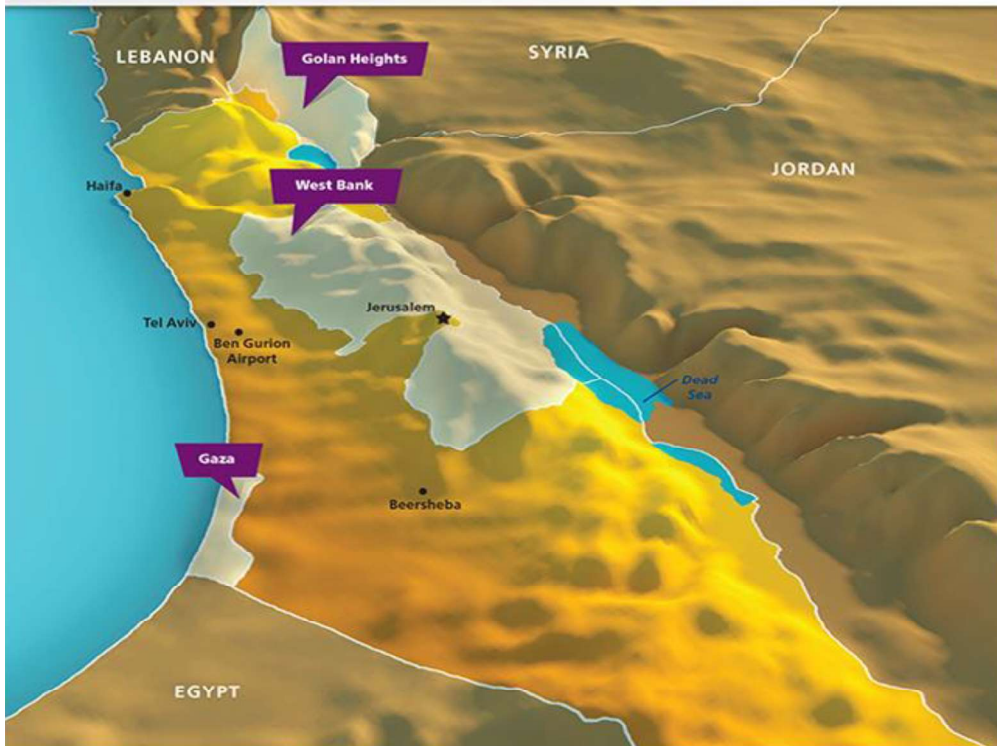 LEBANON
Golan Heights
SYRIA
JORDAN
Haifa
West Bank
Jerusalem
Tel Aviv
Ben Gurion
Airport
Dead
Sea
Gaza
Beersheba
EGYPT